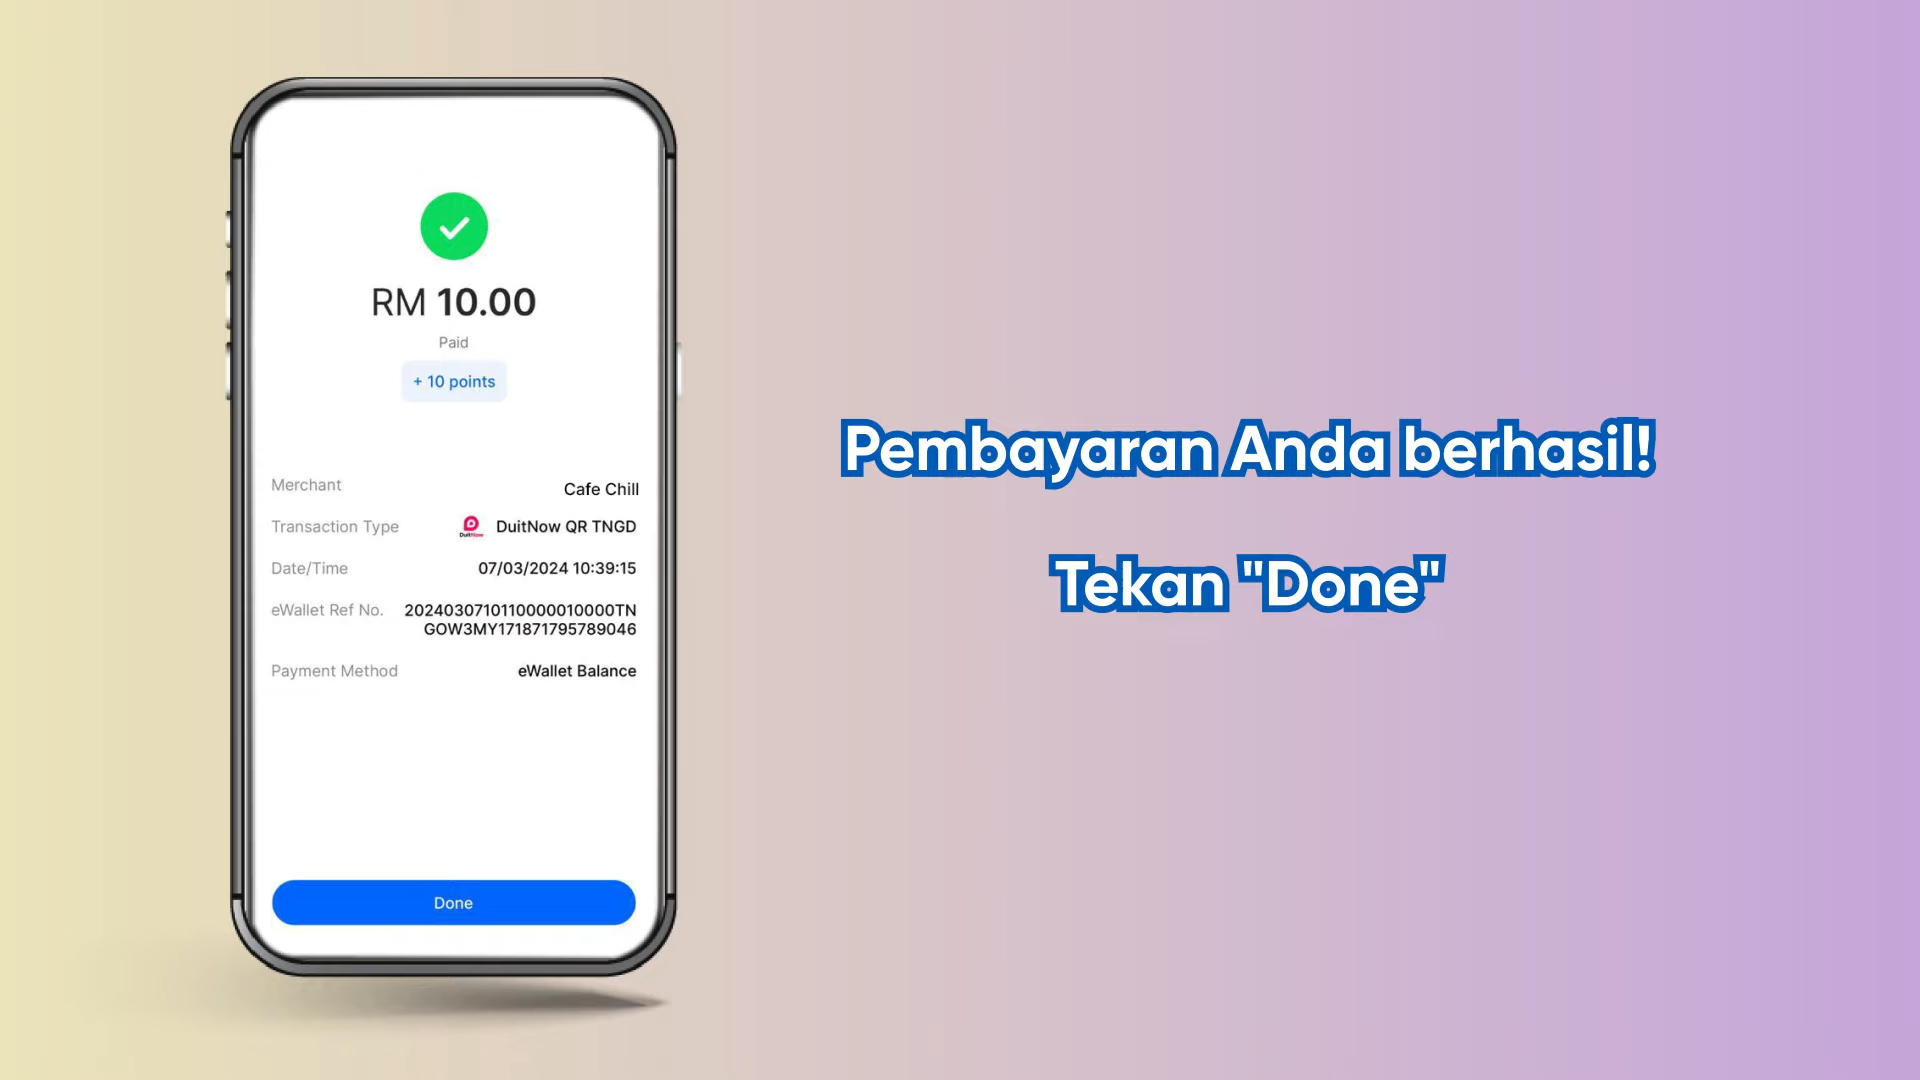 RM 10.00
Paid
+ 10 points
Merchant Cafe Chill
Transaction Type DuitNow DuitNow QR TNGD
Date/Time 07/03/2024 10:39:15
eWallet Ref No. 20240307101100000010000TN
GOW3MY171871795789046
Payment Method eWallet Balance
Done
Pembayaran Anda berhasil!
Tekan "Done"